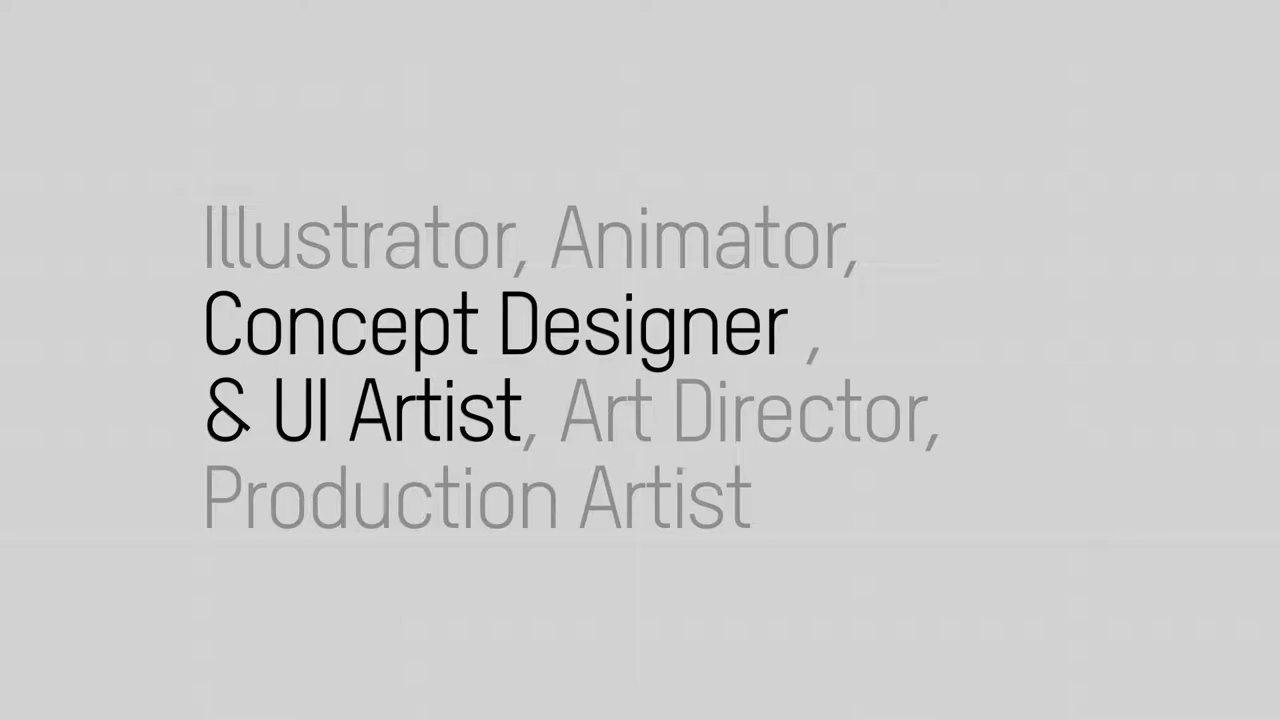 Illustrator, Animator,
Concept Designer ,
& UI Artist, Art Director,
Production Artist